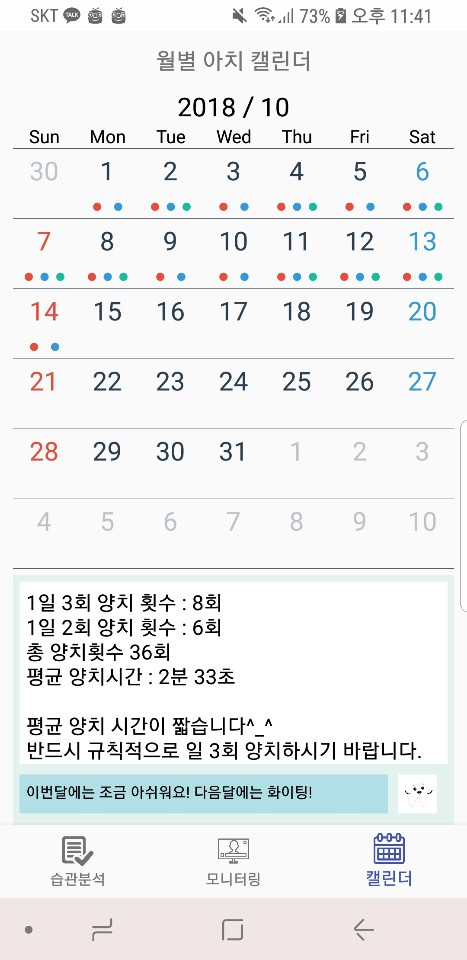 SKT TALK 73% 오후 11:41
월별 아치 캘린더
2018 / 10
Sun Mon Tue Wed Thu Fri Sat
30 1 2 3 4 5 6
7 8 9 10 11 12 13
14 15 16 17 18 19 20
21 22 23 24 25 26 27
28 29 30 31 1 2 3
4 5 6 7 8 9 10
1일 3회 양치 횟수 : 8회
1일 2회 양치 횟수 : 6회
총 양치횟수 36회
평균 양치시간 : 2분 33초
평균 양치 시간이 짧습니다^_^
반드시 규칙적으로 일 3회 양치하시기 바랍니다.
이번달에는 조금 아쉬워요! 다음달에는 화이팅!
습관분석 모니터링 캘린더